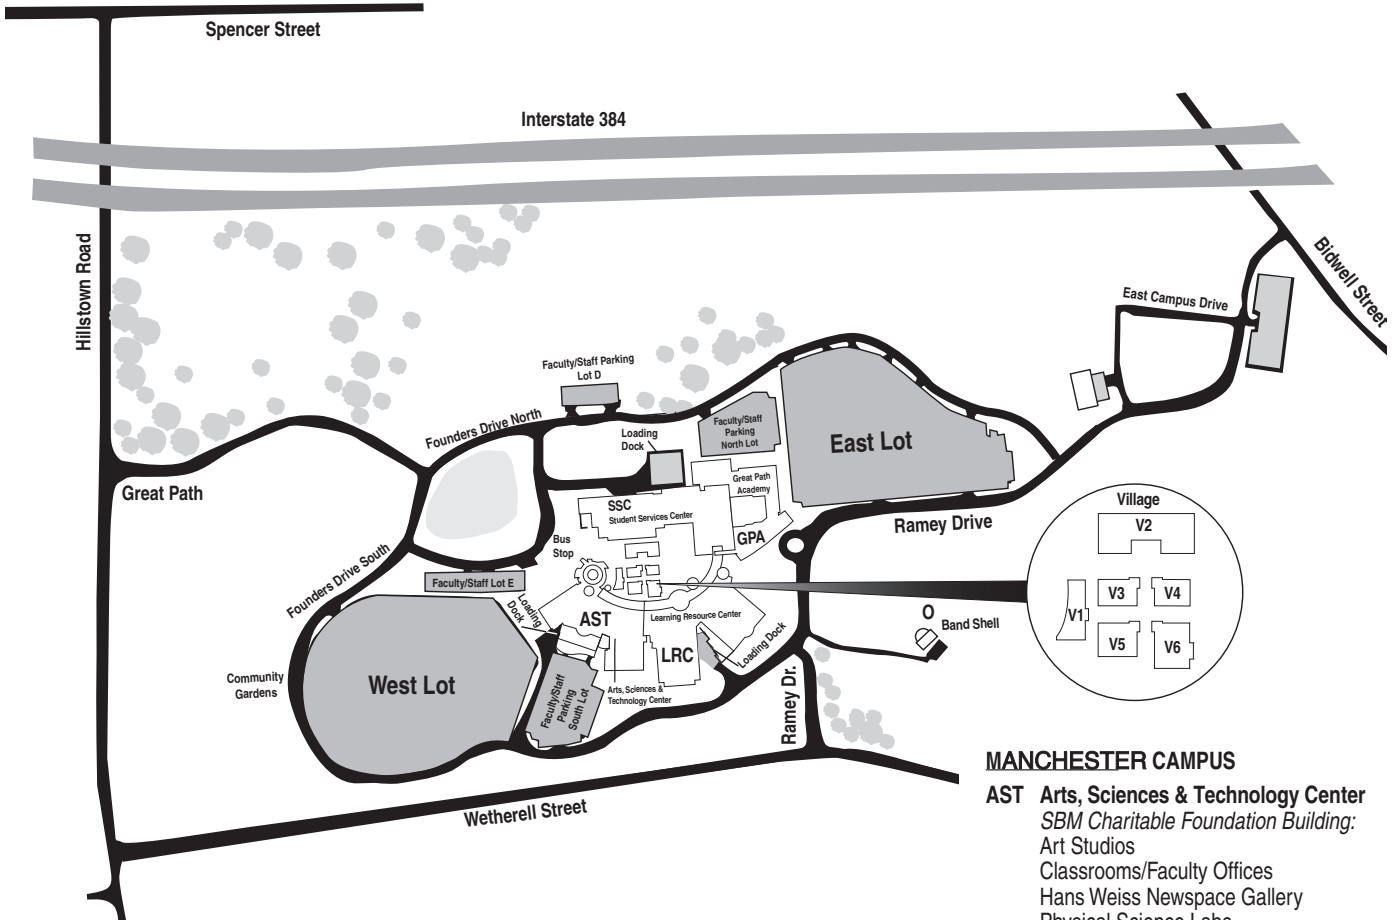 Spencer Street
Interstate 384
Hillstown Road
Bidwell Street
East Campus Drive
Faculty/Staff Parking
Lot D
Founders Drive North
Loading
Dock
Faculty/Staff
Parking
North Lot
East Lot
Great Path
Great Path
Academy
SSC
Student Services Center
GPA
Ramey Drive
Bus
Stop
Founders Drive South
Faculty/Staff Lot E
Loading
Dock
AST
Learning Resource Center
LRC
Loading Dock
Community
Gardens
West Lot
Faculty/Staff
Parking
South Lot
Arts, Sciences &
Technology Center
Ramey Dr.
O
Band Shell
Wetherell Street
Village
V2
V3
V4
V1
V5
V6
MANCHESTER CAMPUS
AST Arts, Sciences & Technology Center
SBM Charitable Foundation Building:
Art Studios
Classrooms/Faculty Offices
Hans Weiss Newspace Gallery